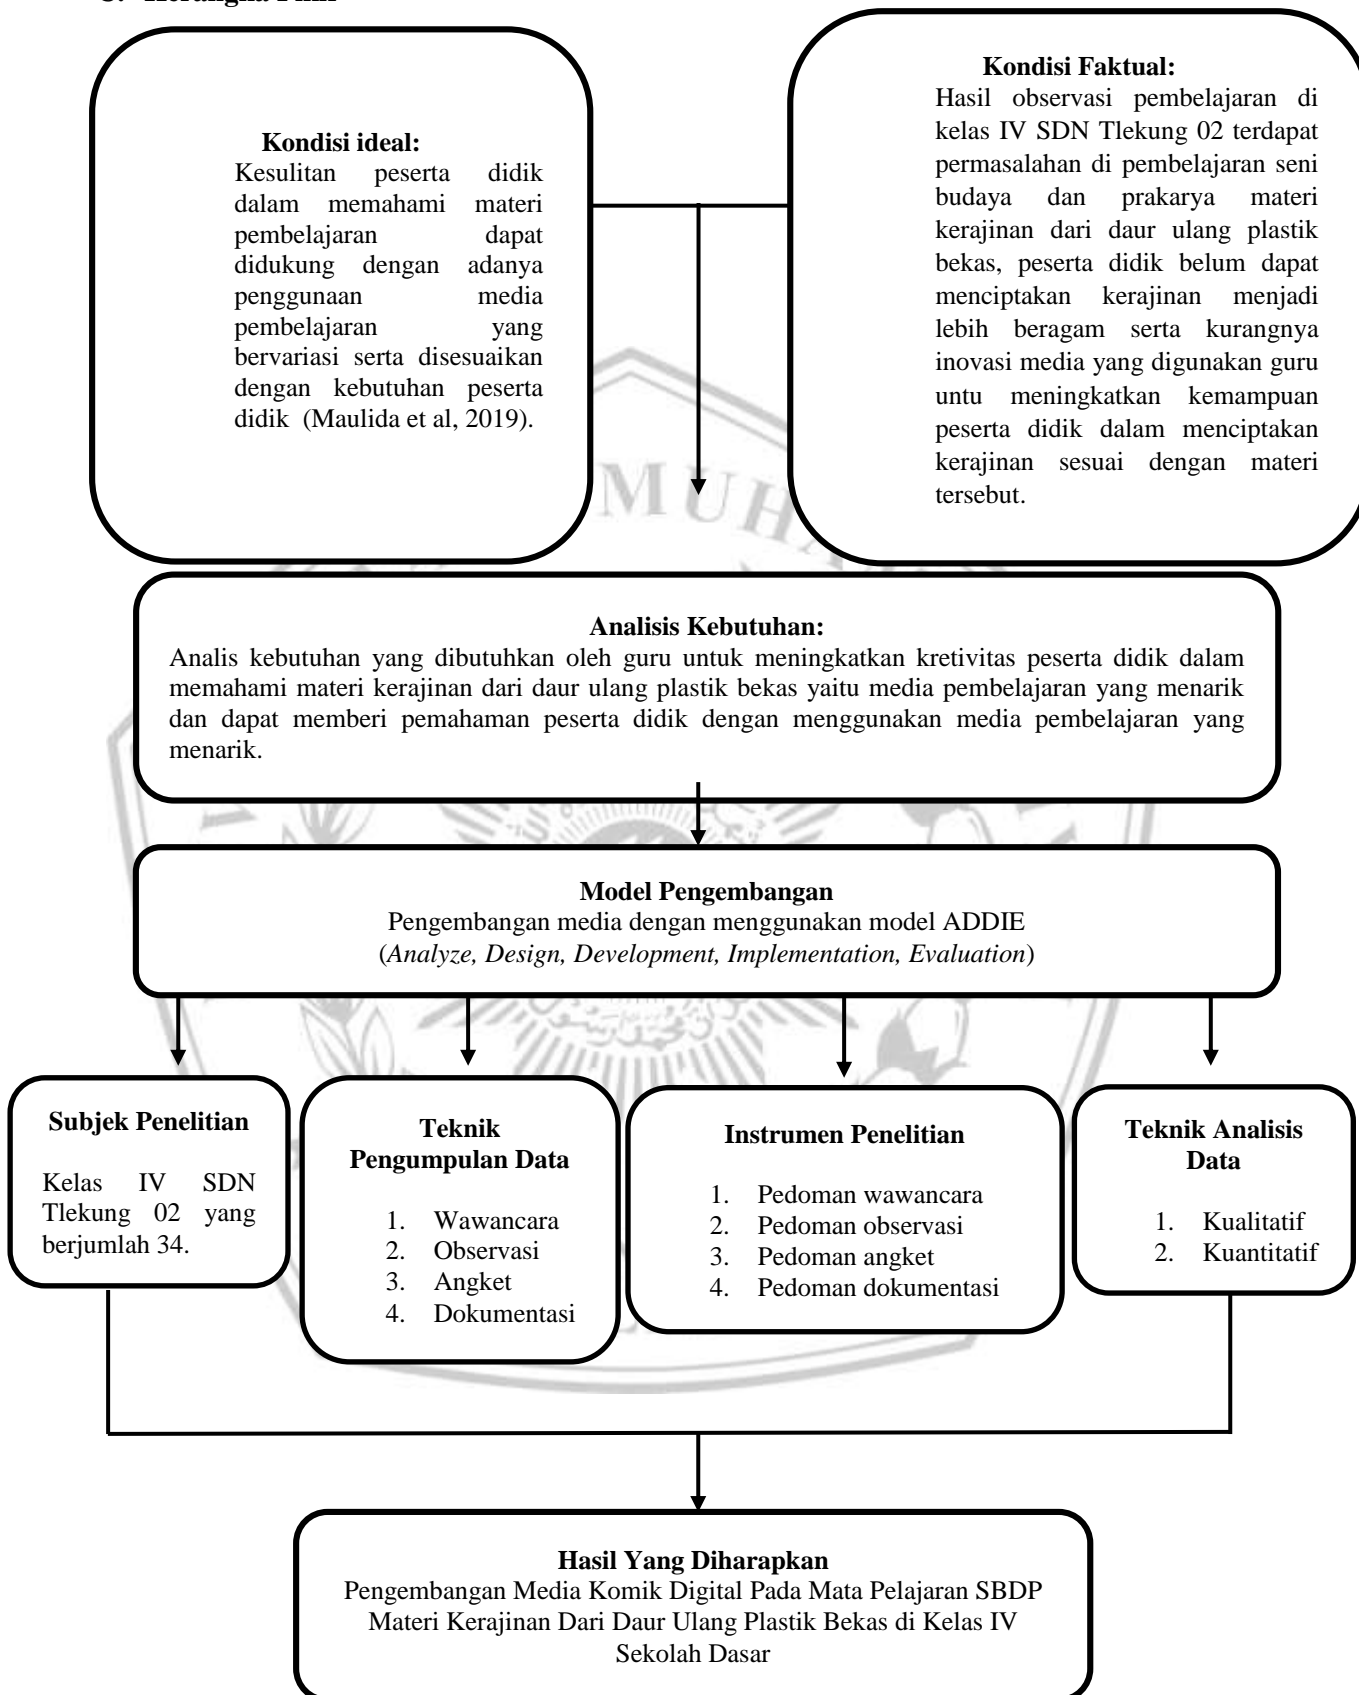 Kondisi ideal:
Kesulitan peserta didik
dalam memahami materi
pembelajaran dapat
didukung dengan adanya
penggunaan media
pembelajaran yang
bervariasi serta disesuaikan
dengan kebutuhan peserta
didik (Maulida et al, 2019).
Kondisi Faktual:
Hasil observasi pembelajaran di
kelas IV SDN Tlekung 02 terdapat
permasalahan di pembelajaran seni
budaya dan prakarya materi
kerajinan dari daur ulang plastik
bekas, peserta didik belum dapat
menciptakan kerajinan menjadi
lebih beragam serta kurangnya
inovasi media yang digunakan guru
untu meningkatkan kemampuan
peserta didik dalam menciptakan
kerajinan sesuai dengan materi
tersebut.
MUH
Analisis Kebutuhan:
Analis kebutuhan yang dibutuhkan oleh guru untuk meningkatkan kretivitas peserta didik dalam
memahami materi kerajinan dari daur ulang plastik bekas yaitu media pembelajaran yang menarik
dan dapat memberi pemahaman peserta didik dengan menggunakan media pembelajaran yang
menarik.
Model Pengembangan
Pengembangan media dengan menggunakan model ADDIE
(Analyze, Design, Development, Implementation, Evaluation)
Subjek Penelitian
Kelas IV SDN
Tlekung 02 yang
berjumlah 34.
Teknik
Pengumpulan Data
1. Wawancara
2. Observasi
3. Angket
4. Dokumentasi
Instrumen Penelitian
1. Pedoman wawancara
2. Pedoman observasi
3. Pedoman angket
4. Pedoman dokumentasi
Teknik Analisis
Data
1. Kualitatif
2. Kuantitatif
Hasil Yang Diharapkan
Pengembangan Media Komik Digital Pada Mata Pelajaran SBDP
Materi Kerajinan Dari Daur Ulang Plastik Bekas di Kelas IV
Sekolah Dasar